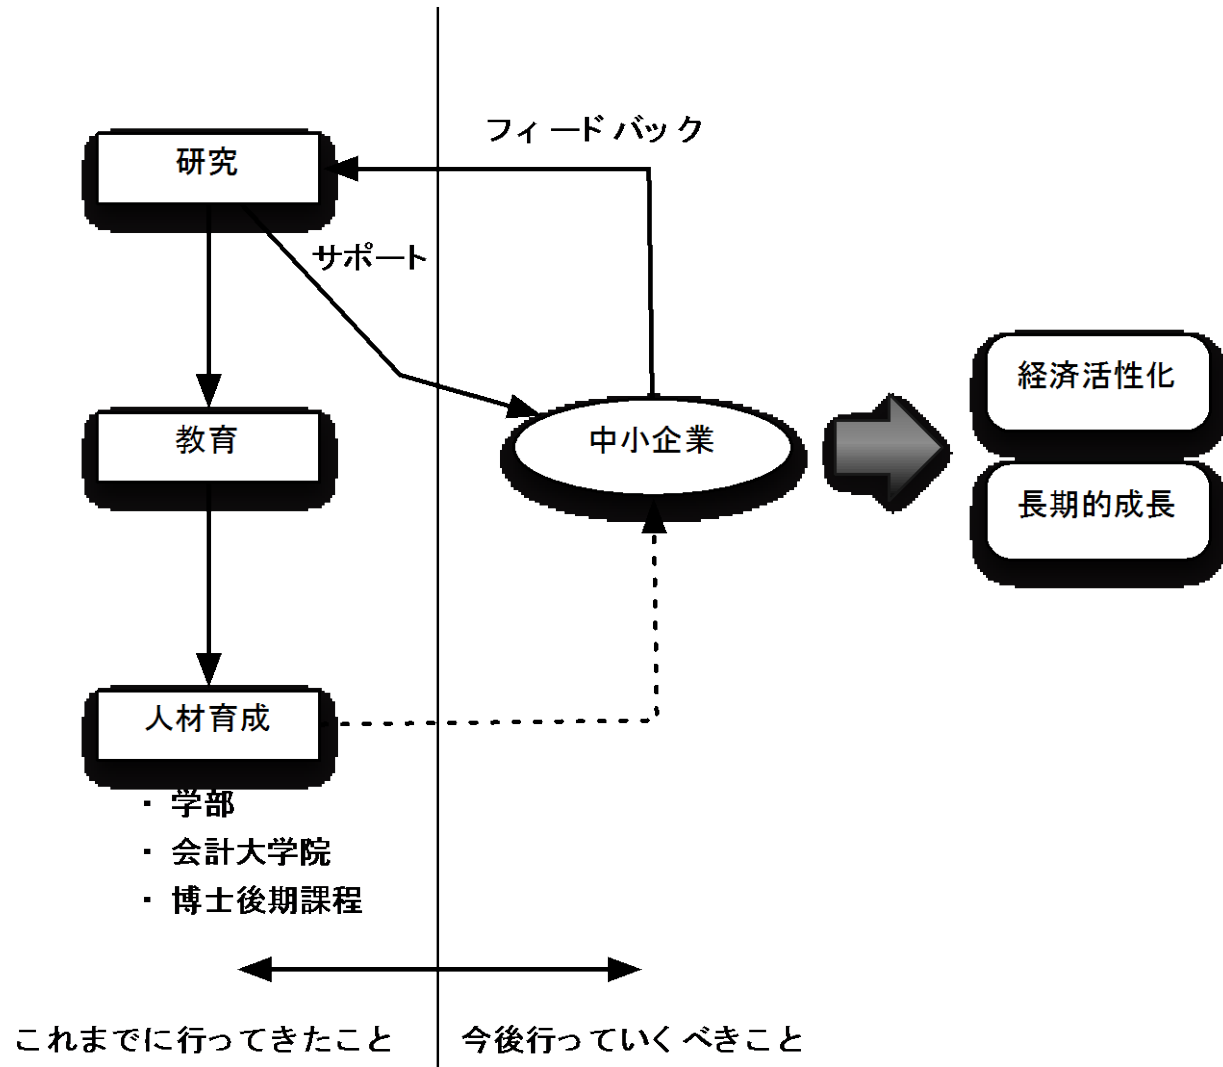 フィードバック
研究
サポート
経済活性化
教育
中小企業
長期的成長
人材育成
・学部
・会計大学院
・博士後期課程
これまでに行ってきたこと
今後行っていくべきこと